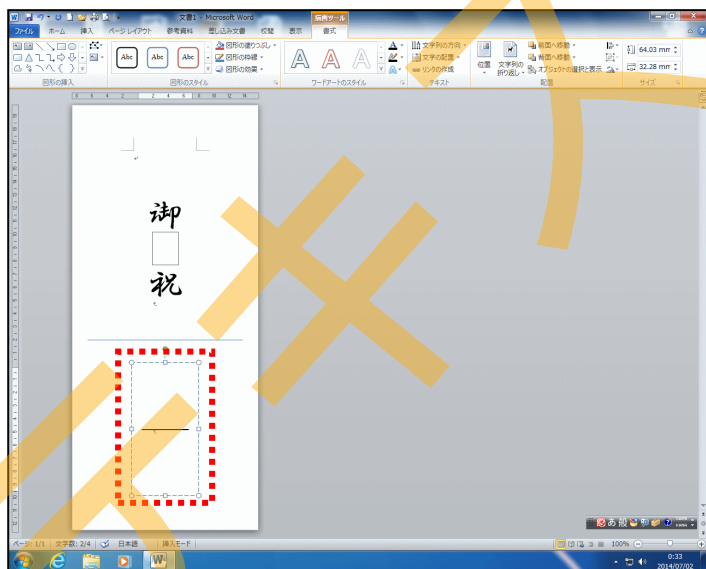 文書1 - Microsoft Word
描画ツール
ファイル ホーム 挿入 ページ レイアウト 参考資料 差し込み文書 校閲 表示 書式
Abc Abc Abc
図形の塗りつぶし
図形の枠線
図形の効果
A A A
文字列の方向
文字の配置
リンクの作成
位置
文字列の
折り返し
前面へ移動
背面へ移動
オブジェクトの選択と表示
64.03 mm
32.28 mm
図形の挿入 図形のスタイル ワードアートのスタイル テキスト 配置 サイズ
御
祝
あ 般
ページ: 1/1 文字数: 2/4 日本語 挿入モード 100%
0:33
2014/07/02